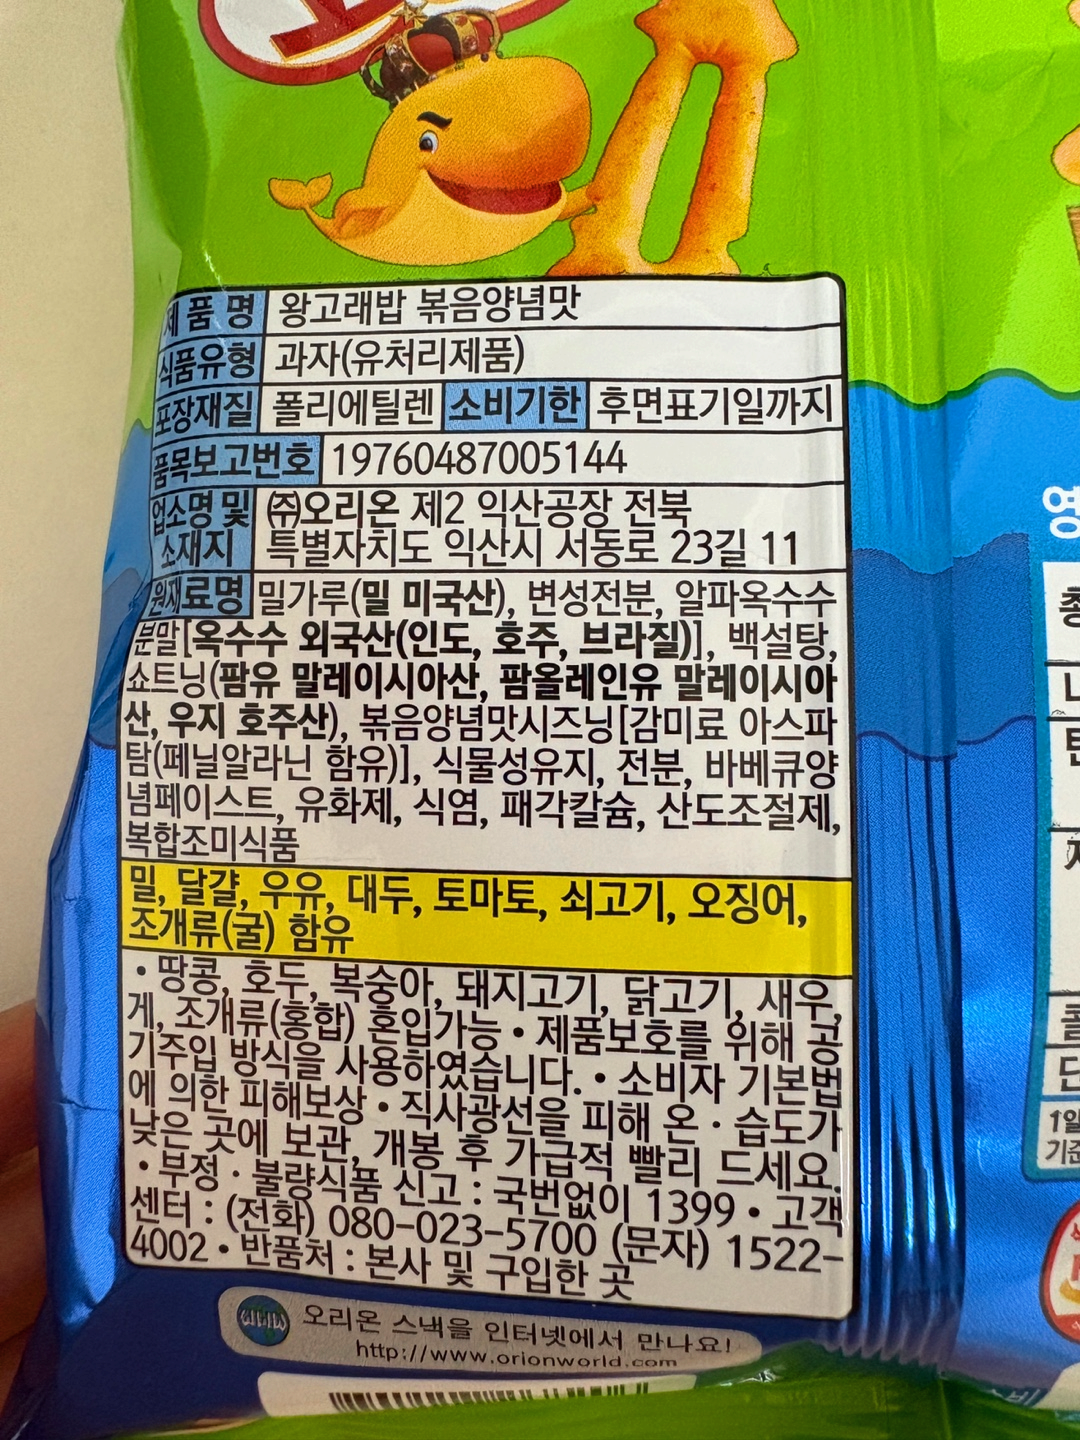 제 품 명 왕고래밥 볶음양념맛
식품유형 과자(유처리제품)
포장재질 폴리에틸렌 소비기한 후면표기일까지
품목보고번호 19760487005144
업소명 및 ㈜오리온 제2 익산공장 전북
소재지 특별자치도 익산시 서동로 23길 11
원재료명 밀가루(밀 미국산), 변성전분, 알파옥수수
분말[옥수수 외국산(인도, 호주, 브라질)], 백설탕,
쇼트닝(팜유 말레이시아산, 팜올레인유 말레이시아
산, 우지 호주산), 볶음양념맛시즈닝[감미료 아스파
탐(페닐알라닌 함유)], 식물성유지, 전분, 바베큐양
념페이스트, 유화제, 식염, 패각칼슘, 산도조절제,
복합조미식품
밀, 달걀, 우유, 대두, 토마토, 쇠고기, 오징어,
조개류(굴) 함유
• 땅콩, 호두, 복숭아, 돼지고기, 닭고기, 새우,
게, 조개류(홍합) 혼입가능 • 제품보호를 위해 공
기주입 방식을 사용하였습니다. • 소비자 기본법
에 의한 피해보상 • 직사광선을 피해 온 · 습도가
낮은 곳에 보관, 개봉 후 가급적 빨리 드세요.
• 부정 · 불량식품 신고 : 국번없이 1399 • 고객
센터 : (전화) 080-023-5700 (문자) 1522-
4002 • 반품처 : 본사 및 구입한 곳
오리온 스낵을 인터넷에서 만나요!
http://www.orionworld.com
영
1일
기준